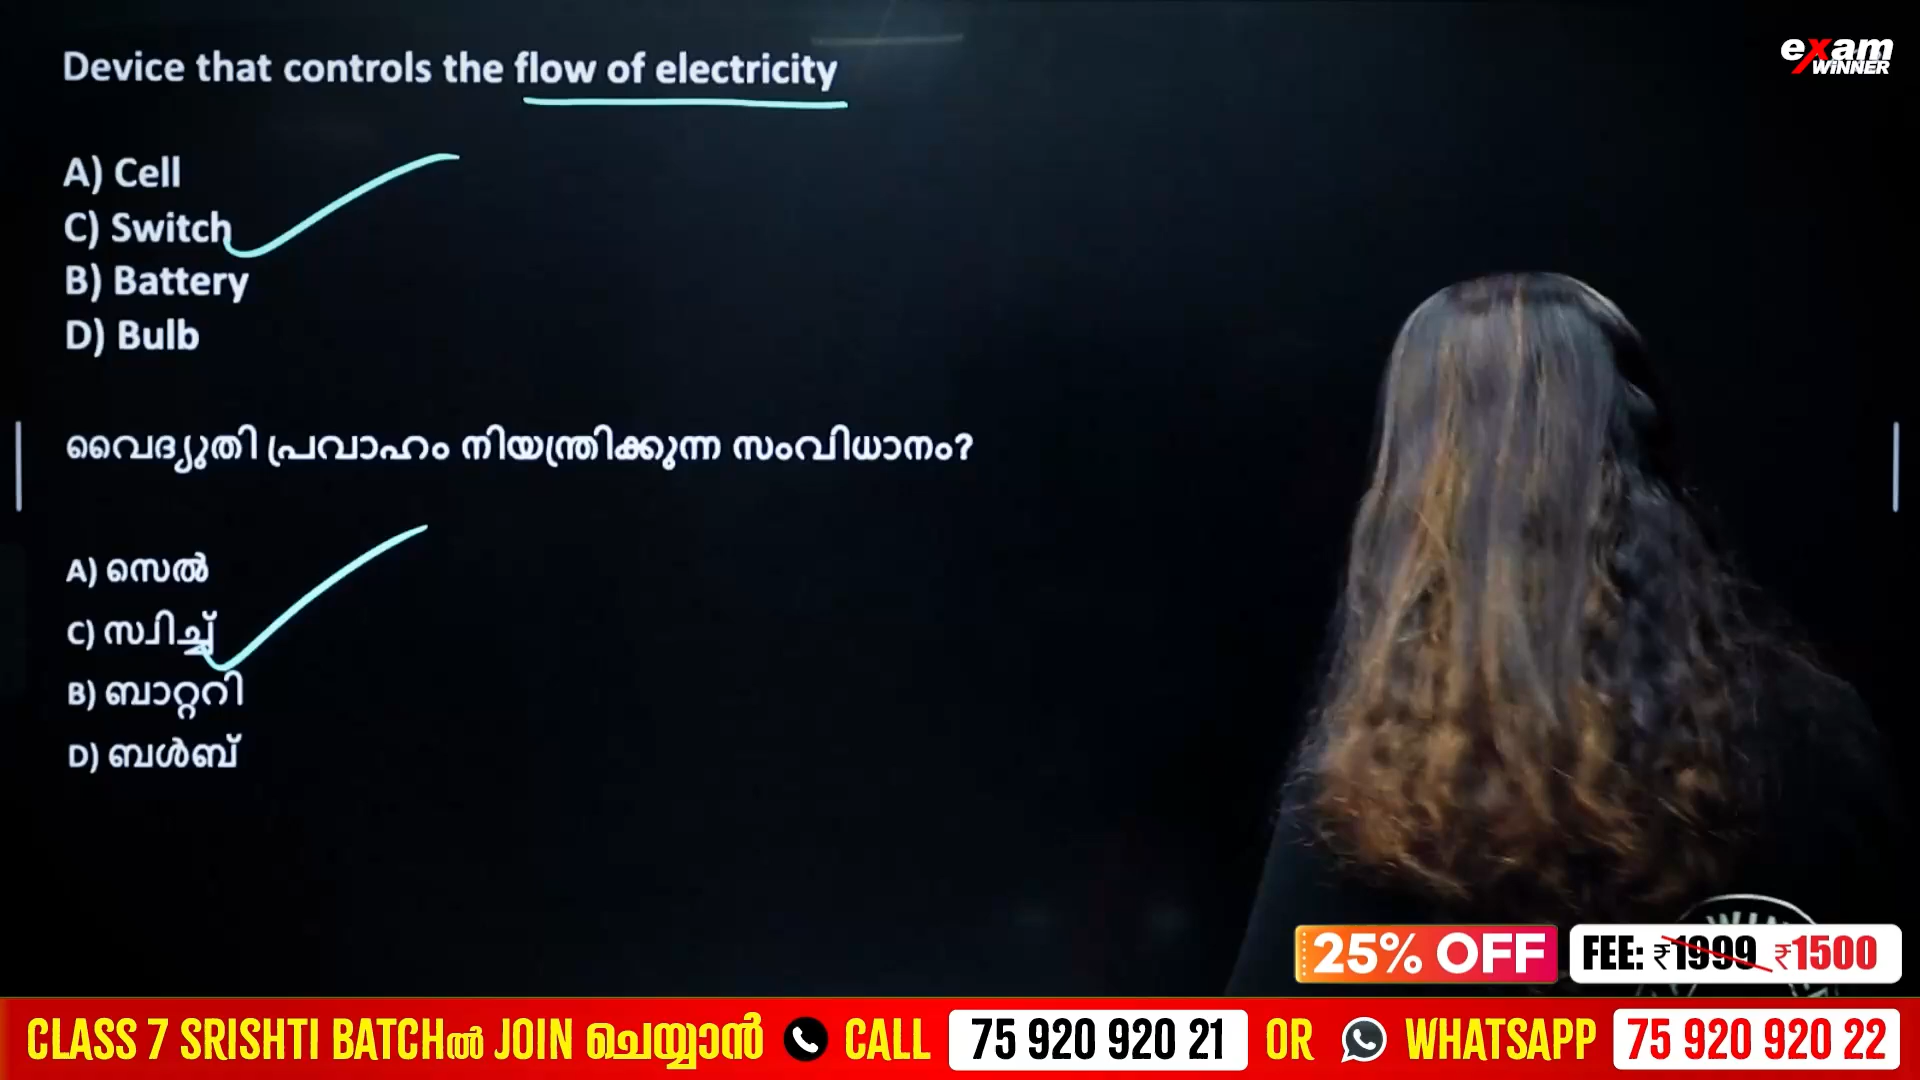 Device that controls the flow of electricity
exam
WINNER
A) Cell
C) Switch
B) Battery
D) Bulb
വൈദ്യുതി പ്രവാഹം നിയന്ത്രിക്കുന്ന സംവിധാനം?
A) സെൽ
C) സ്വിച്ച്
B) ബാറ്ററി
D) ബൾബ്
25% OFF
FEE: ₹1999 ₹1500
CLASS 7 SRISHTI BATCHൽ JOIN ചെയ്യാൻ CALL 75 920 920 21 OR WHATSAPP 75 920 920 22